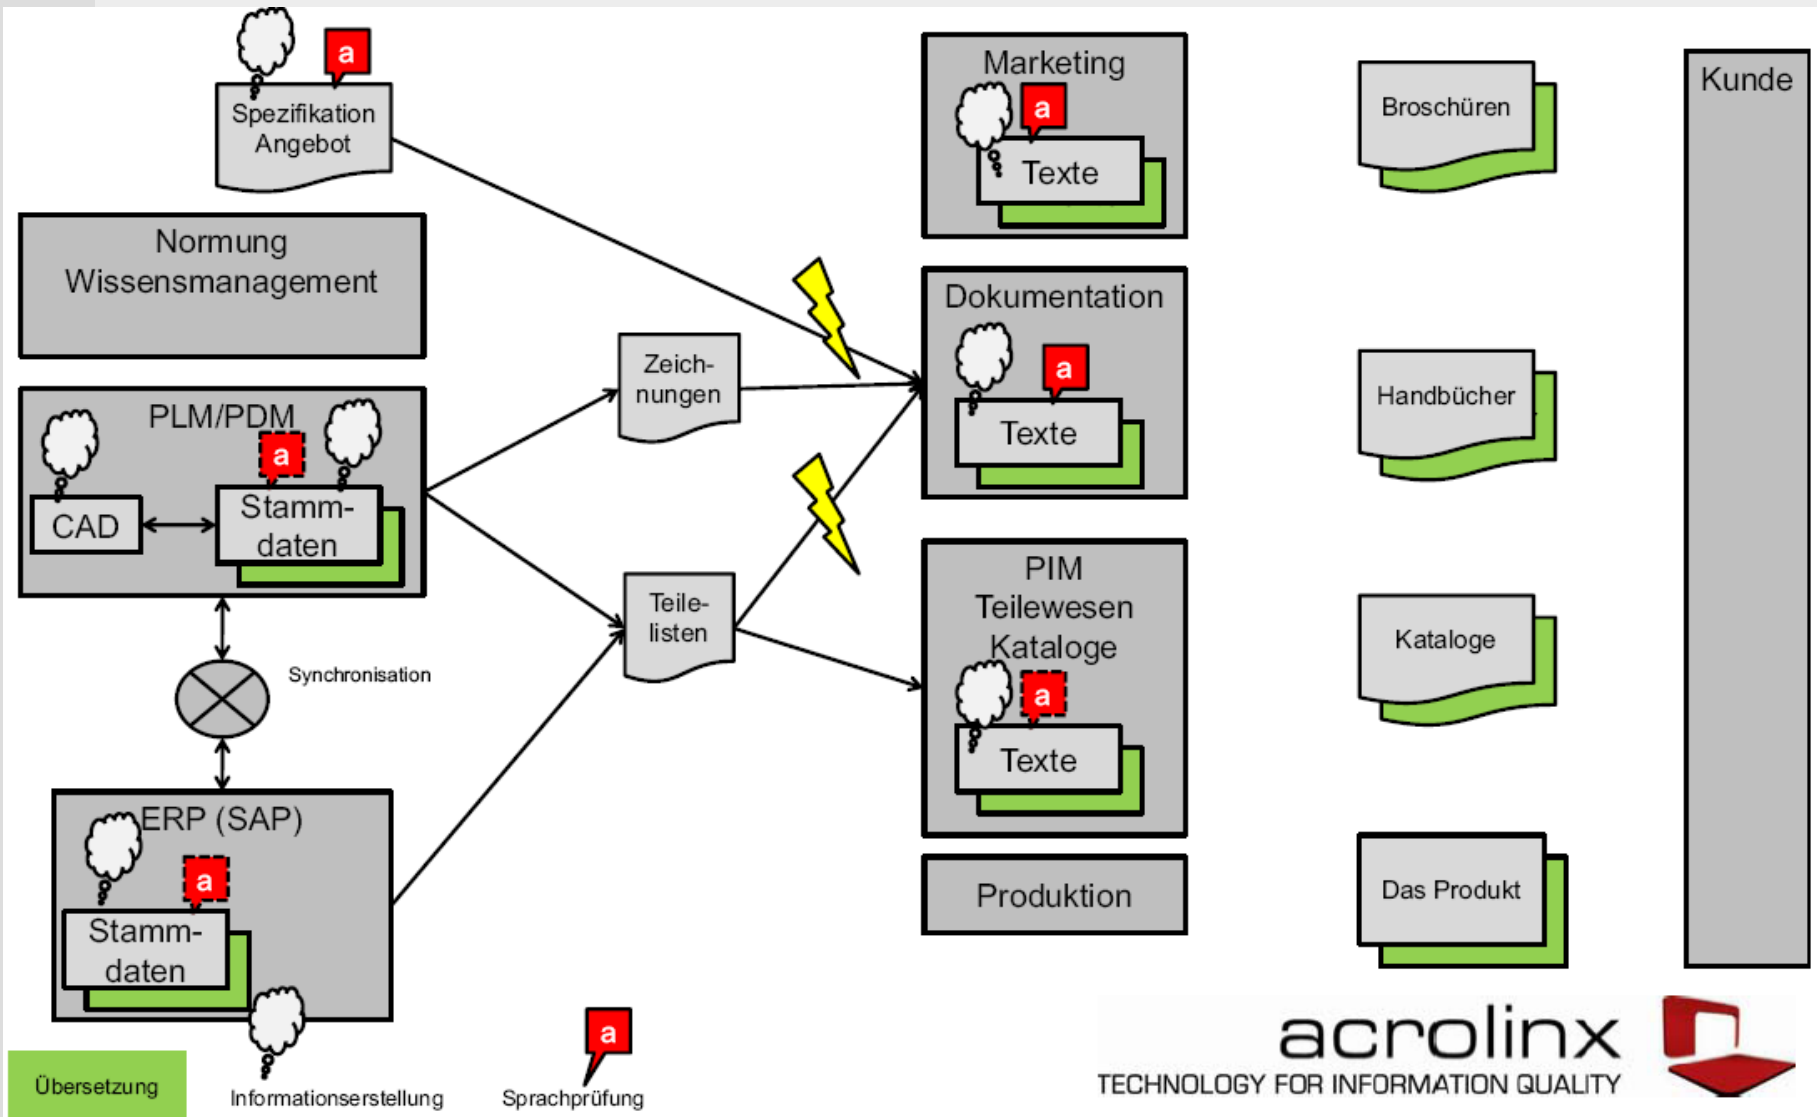 a
Spezifikation
Angebot
Normung
Wissensmanagement
PLM/PDM
a
CAD
Stamm-
daten
Synchronisation
ERP (SAP)
a
Stamm-
daten
Zeich-
nungen
Teile-
listen
Marketing
a
Texte
Dokumentation
a
Texte
PIM
Teilewesen
Kataloge
a
Texte
Produktion
Broschüren
Handbücher
Kataloge
Das Produkt
Kunde
Übersetzung
Informationserstellung
a
Sprachprüfung
acrolinx
TECHNOLOGY FOR INFORMATION QUALITY